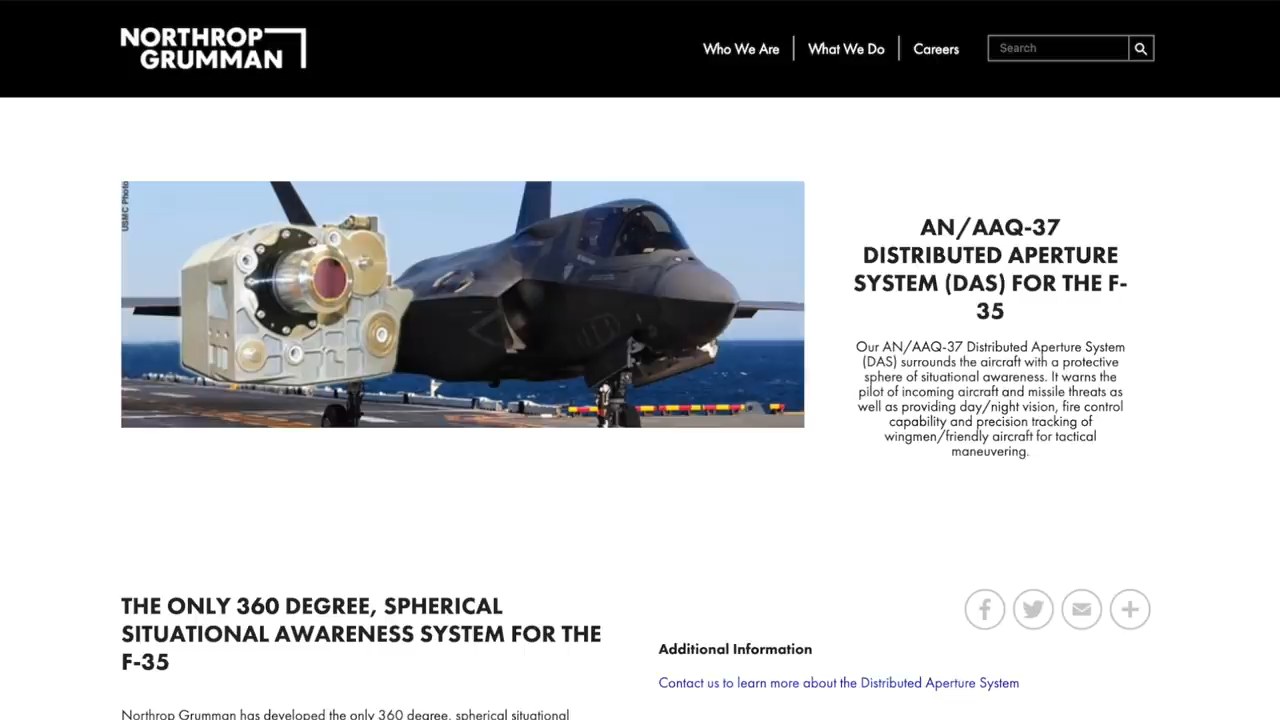 NORTHROP
GRUMMAN
Who We Are
What We Do
Careers
Search
USMC Photo
AN/AAQ-37
DISTRIBUTED APERTURE
SYSTEM (DAS) FOR THE F-
35
Our AN/AAQ-37 Distributed Aperture System
(DAS) surrounds the aircraft with a protective
sphere of situational awareness. It warns the
pilot of incoming aircraft and missile threats as
well as providing day/night vision, fire control
capability and precision tracking of
wingmen/friendly aircraft for tactical
maneuvering.
THE ONLY 360 DEGREE, SPHERICAL
SITUATIONAL AWARENESS SYSTEM FOR THE
F-35
Northrop Grumman has developed the only 360 degree, spherical situational
Additional Information
Contact us to learn more about the Distributed Aperture System